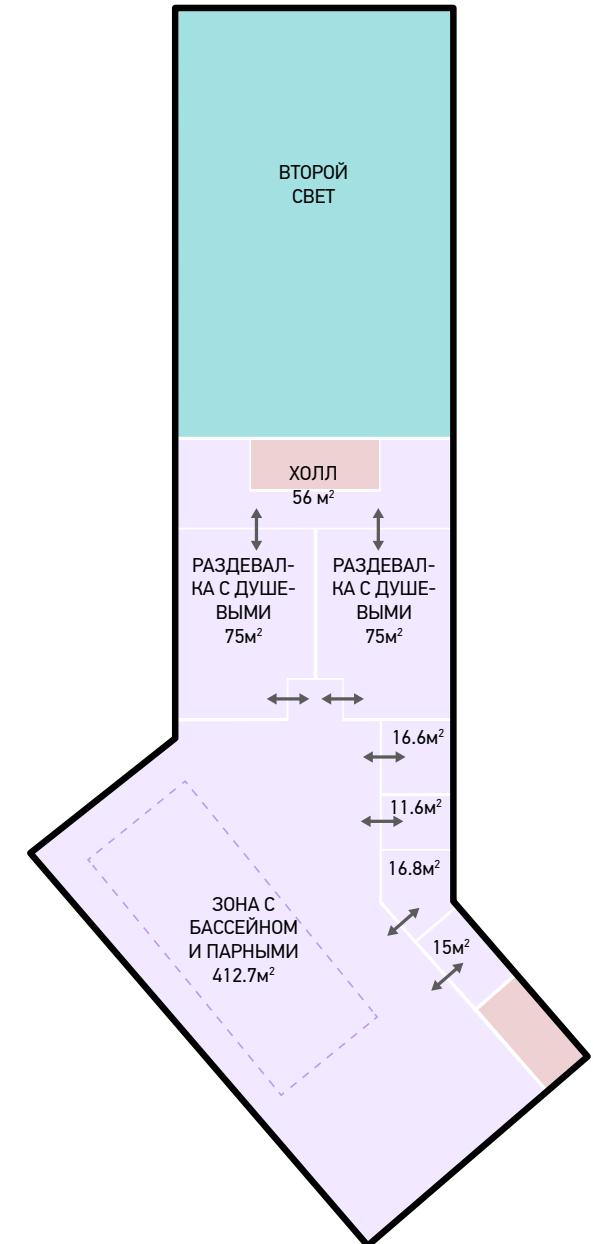 ВТОРОЙ
СВЕТ
ХОЛЛ
56 м²
РАЗДЕВАЛ-
КА С ДУШЕ-
ВЫМИ
75м²
РАЗДЕВАЛ-
КА С ДУШЕ-
ВЫМИ
75м²
16.6м²
11.6м²
16.8м²
ЗОНА С
БАССЕЙНОМ
И ПАРНЫМИ
412.7м²
15м²